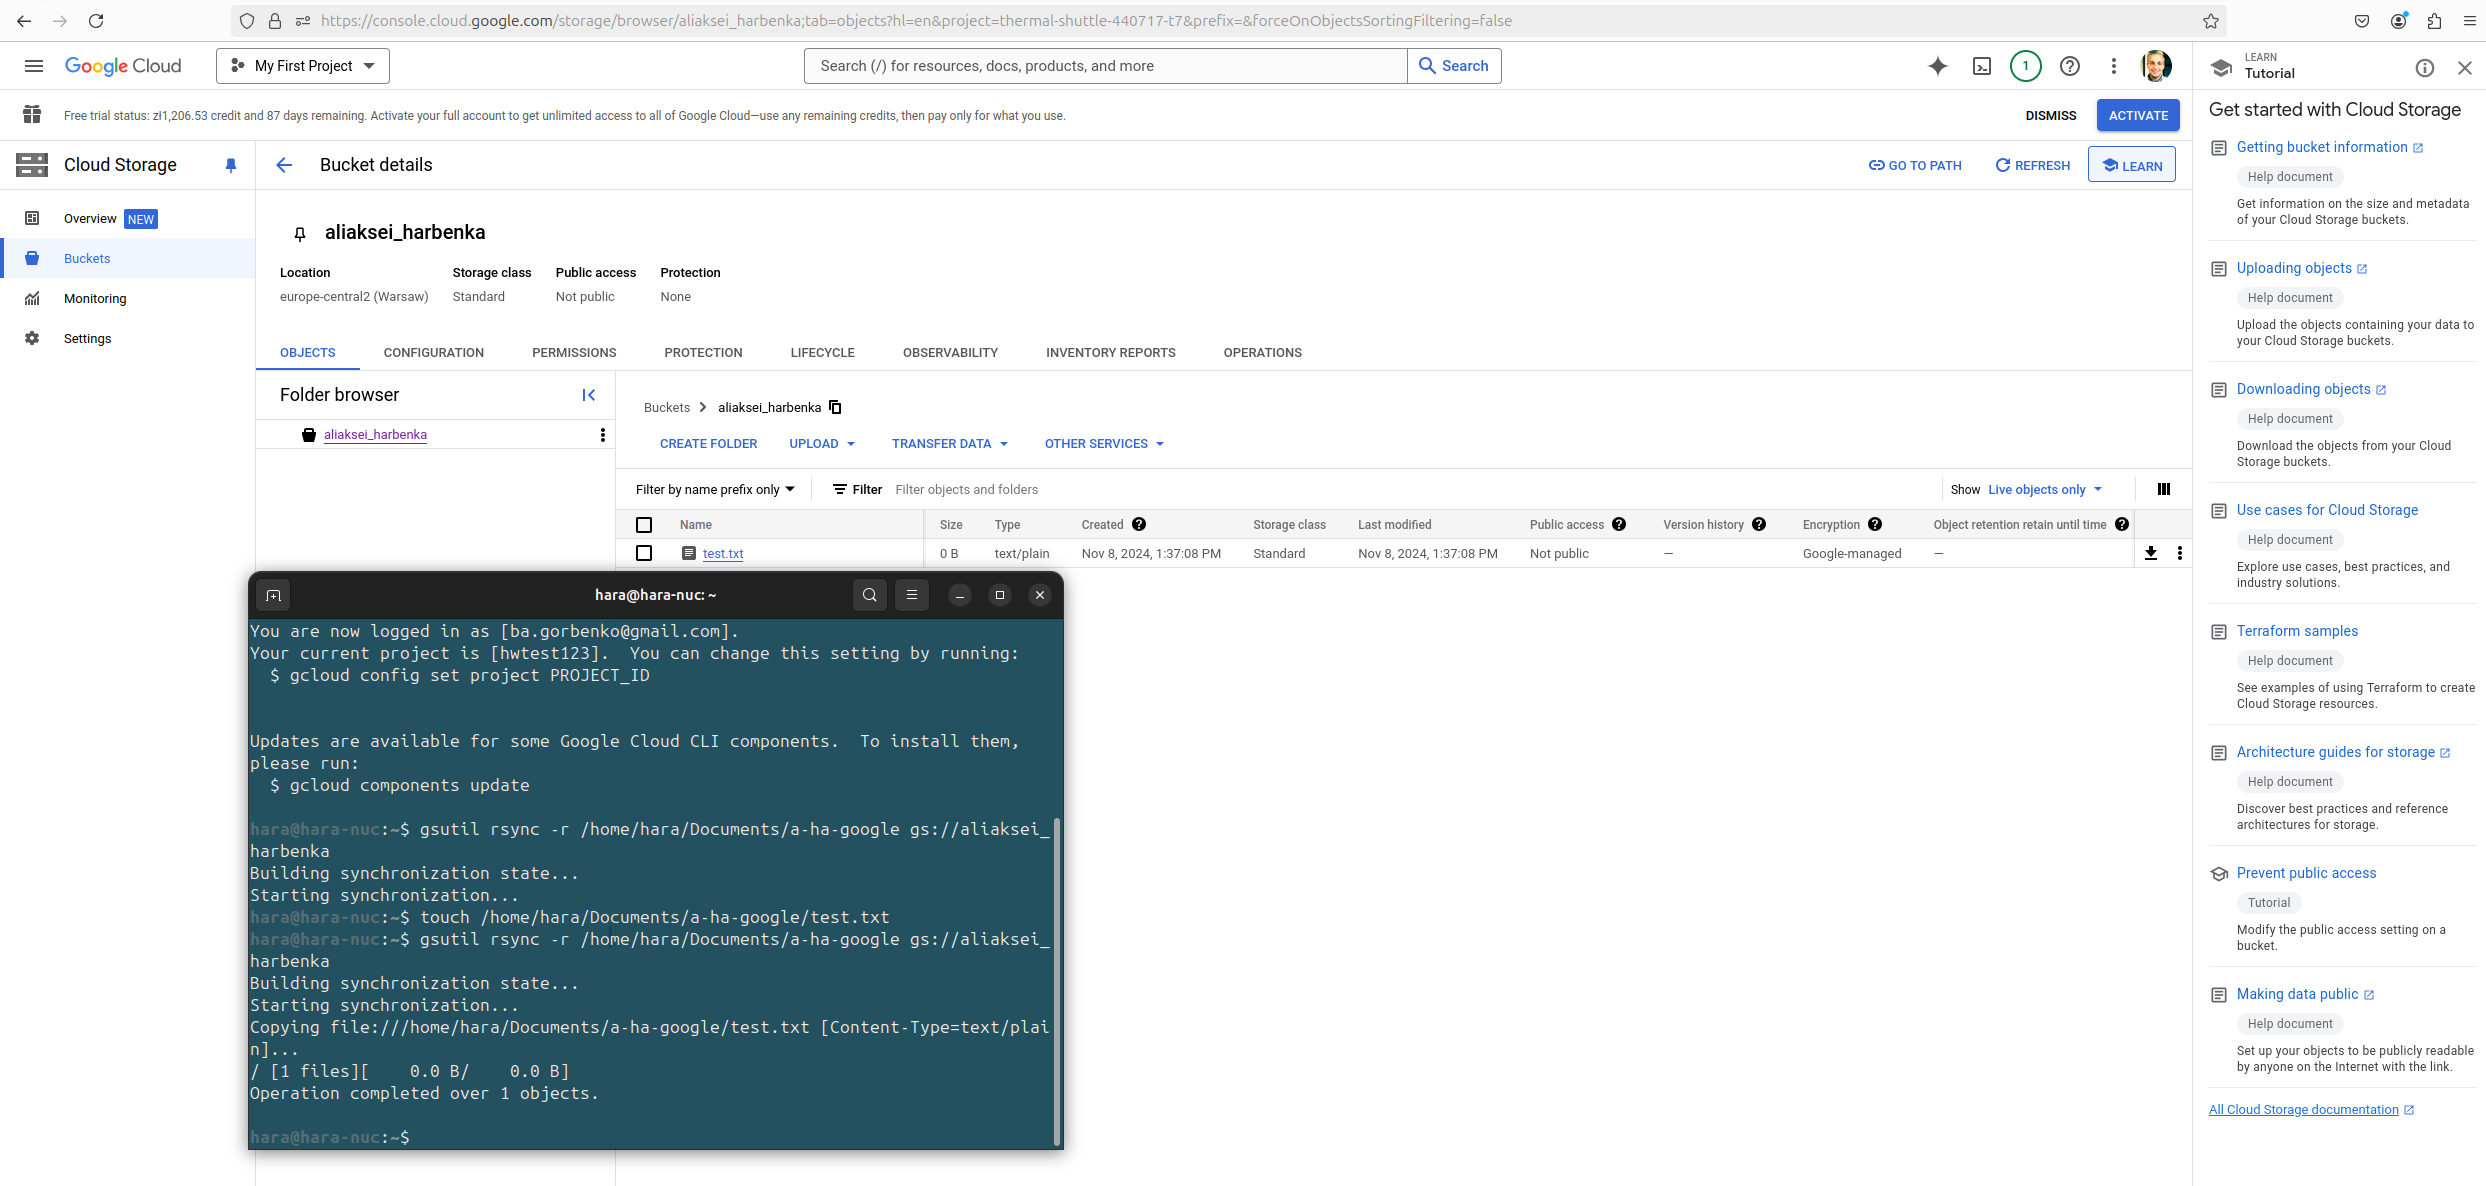 https://console.cloud.google.com/storage/browser/aliaksei_harbenka;tab=objects?hl=en&project=thermal-shuttle-440717-t7&prefix=&forceOnObjectsSortingFiltering=false
Google Cloud
My First Project
Search (/) for resources, docs, products, and more
Search
1
Free trial status: zł1,206.53 credit and 87 days remaining. Activate your full account to get unlimited access to all of Google Cloud—use any remaining credits, then pay only for what you use.
DISMISS
ACTIVATE
Cloud Storage
Overview NEW
Buckets
Monitoring
Settings
Bucket details
GO TO PATH
REFRESH
LEARN
aliaksei_harbenka
Location Storage class Public access Protection
europe-central2 (Warsaw) Standard Not public None
OBJECTS CONFIGURATION PERMISSIONS PROTECTION LIFECYCLE OBSERVABILITY INVENTORY REPORTS OPERATIONS
Folder browser
aliaksei_harbenka
Buckets aliaksei_harbenka
CREATE FOLDER UPLOAD TRANSFER DATA OTHER SERVICES
Filter by name prefix only Filter Filter objects and folders Show Live objects only
Name Size Type Created Storage class Last modified Public access Version history Encryption Object retention retain until time
test.txt 0 B text/plain Nov 8, 2024, 1:37:08 PM Standard Nov 8, 2024, 1:37:08 PM Not public — Google-managed —
hara@hara-nuc: ~
You are now logged in as [ba.gorbenko@gmail.com].
Your current project is [hwtest123].  You can change this setting by running:
  $ gcloud config set project PROJECT_ID
Updates are available for some Google Cloud CLI components.  To install them,
please run:
  $ gcloud components update
hara@hara-nuc:~$ gsutil rsync -r /home/hara/Documents/a-ha-google gs://aliaksei_
harbenka
Building synchronization state...
Starting synchronization...
hara@hara-nuc:~$ touch /home/hara/Documents/a-ha-google/test.txt
hara@hara-nuc:~$ gsutil rsync -r /home/hara/Documents/a-ha-google gs://aliaksei_
harbenka
Building synchronization state...
Starting synchronization...
Copying file:///home/hara/Documents/a-ha-google/test.txt [Content-Type=text/plai
n]...
/ [1 files][    0.0 B/    0.0 B]
Operation completed over 1 objects.
hara@hara-nuc:~$
LEARN
Tutorial
Get started with Cloud Storage
Getting bucket information
Help document
Get information on the size and metadata
of your Cloud Storage buckets.
Uploading objects
Help document
Upload the objects containing your data to
your Cloud Storage buckets.
Downloading objects
Help document
Download the objects from your Cloud
Storage buckets.
Use cases for Cloud Storage
Help document
Explore use cases, best practices, and
industry solutions.
Terraform samples
Help document
See examples of using Terraform to create
Cloud Storage resources.
Architecture guides for storage
Help document
Discover best practices and reference
architectures for storage.
Prevent public access
Tutorial
Modify the public access setting on a
bucket.
Making data public
Help document
Set up your objects to be publicly readable
by anyone on the Internet with the link.
All Cloud Storage documentation